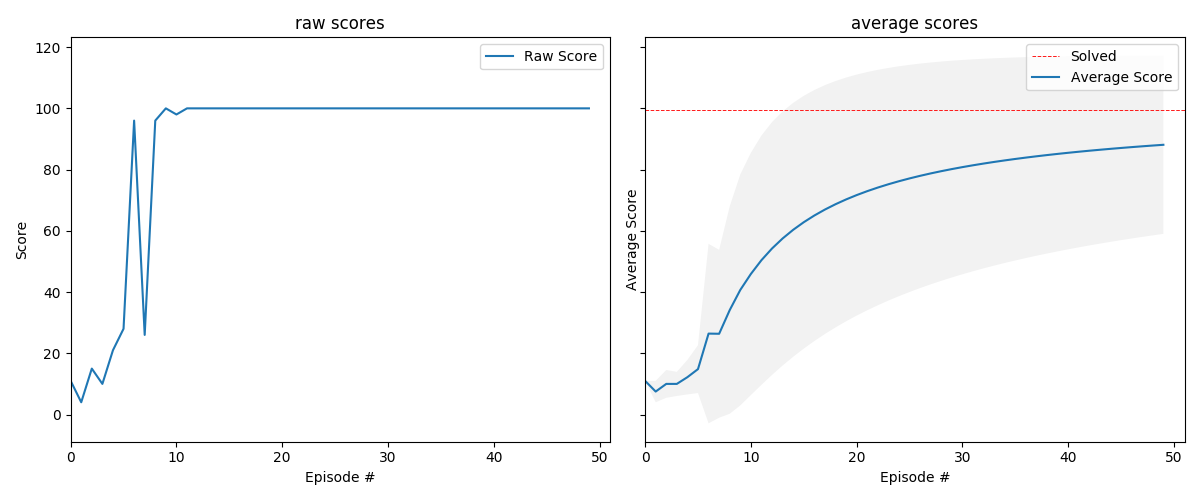 raw scores
Score
120
100
80
60
40
20
0
Raw Score
0 10 20 30 40 50
Episode #
average scores
Average Score
Solved
Average Score
0 10 20 30 40 50
Episode #